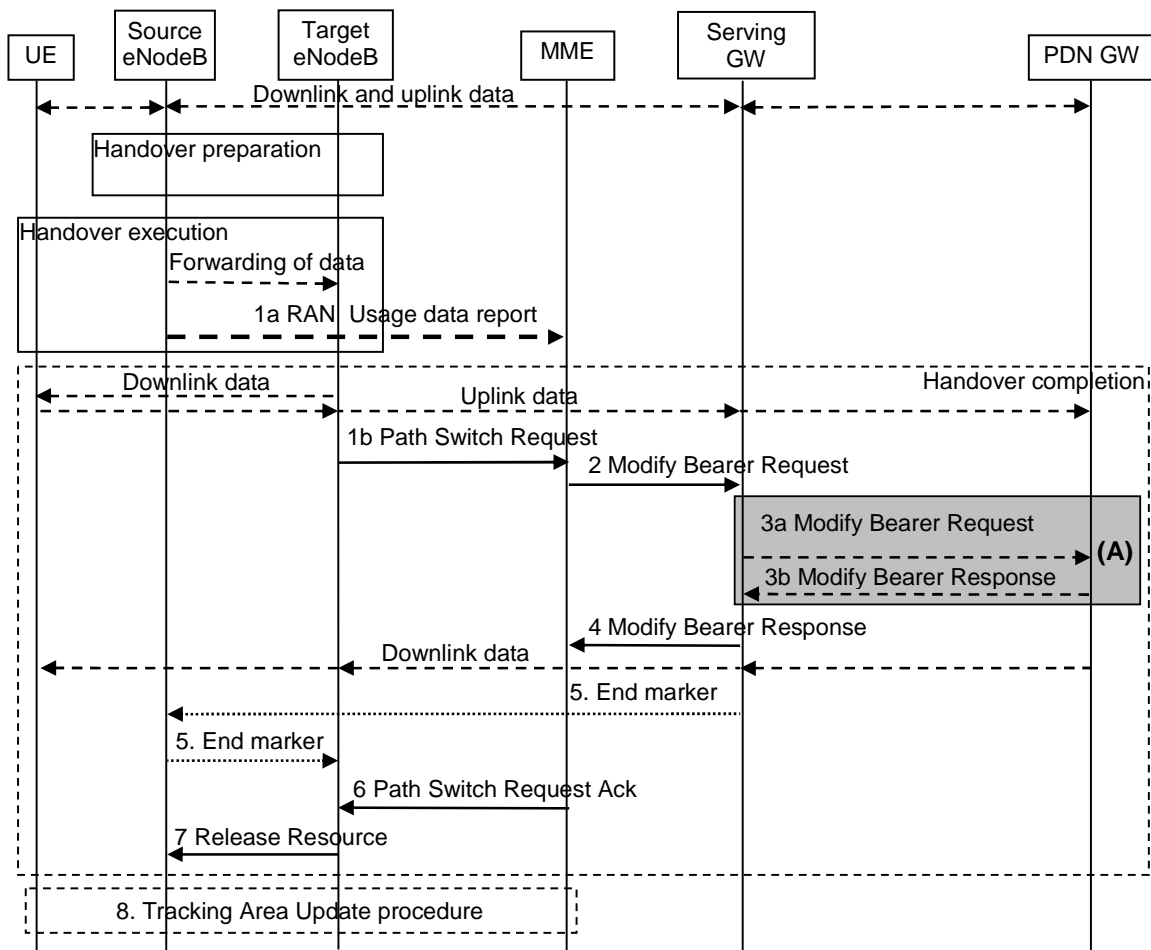 UE
Source
eNodeB
Target
eNodeB
MME
Serving
GW
PDN GW
Downlink and uplink data
Handover preparation
Handover execution
Forwarding of data
1a RAN Usage data report
Downlink data
Handover completion
Uplink data
1b Path Switch Request
2 Modify Bearer Request
3a Modify Bearer Request
(A)
3b Modify Bearer Response
4 Modify Bearer Response
Downlink data
5. End marker
5. End marker
6 Path Switch Request Ack
7 Release Resource
8. Tracking Area Update procedure